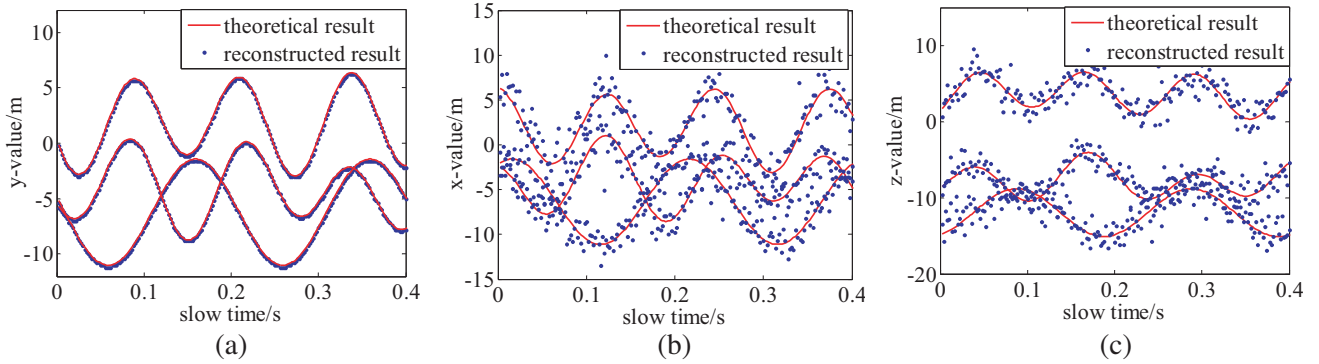 theoretical result
reconstructed result
10
5
0
-5
-10
y-value/m
0
0.1
0.2
0.3
0.4
slow time/s
(a)
theoretical result
reconstructed result
15
10
5
0
-5
-10
-15
x-value/m
0
0.1
0.2
0.3
0.4
slow time/s
(b)
theoretical result
reconstructed result
10
0
-10
-20
z-value/m
0
0.1
0.2
0.3
0.4
slow time/s
(c)